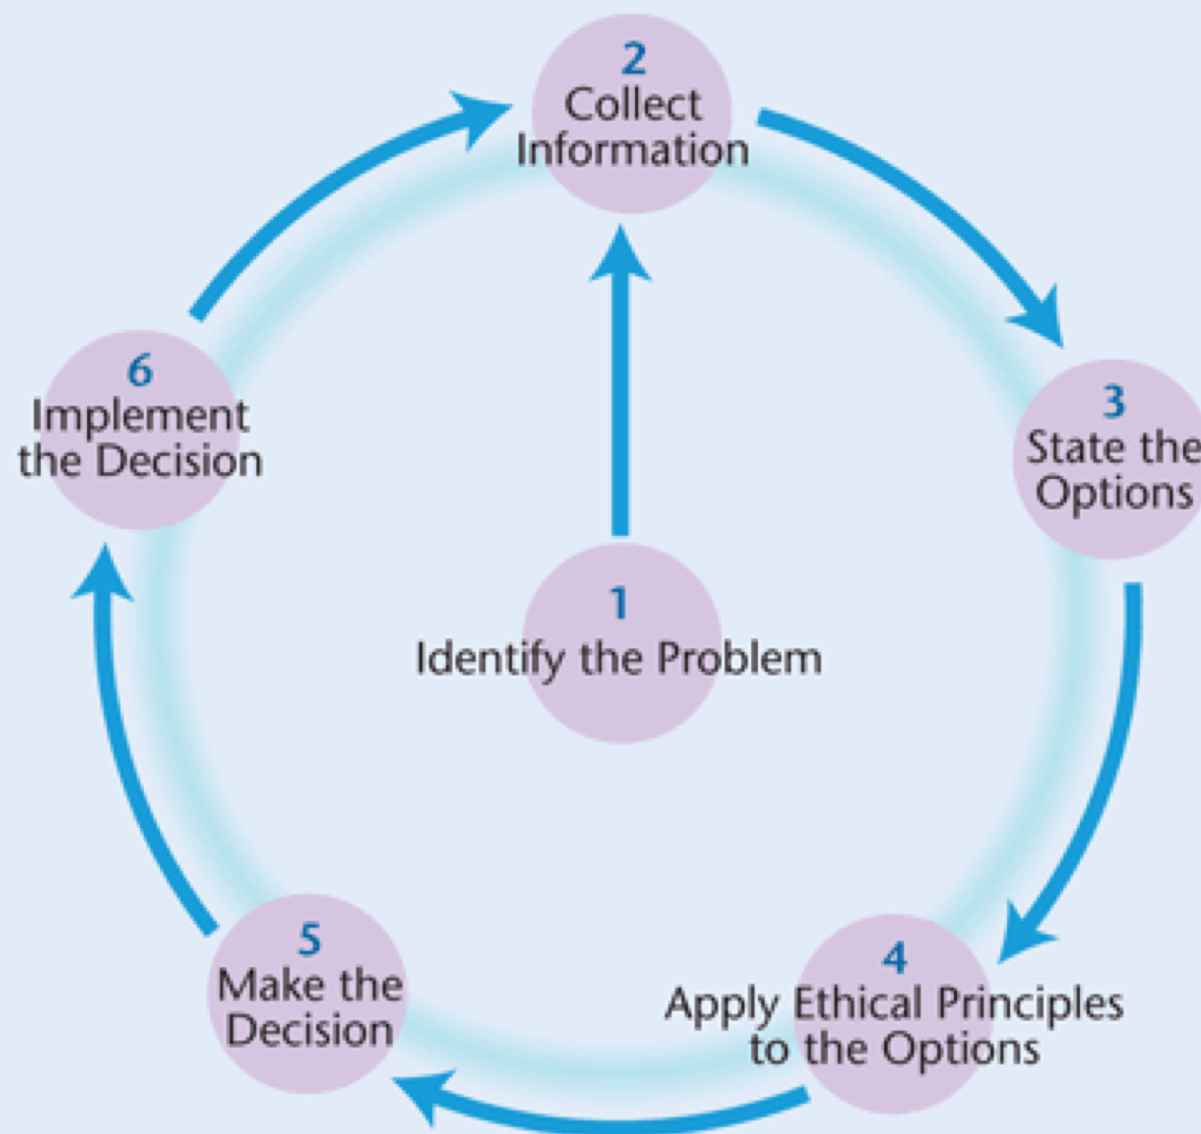 1
Identify the Problem
2
Collect
Information
3
State the
Options
4
Apply Ethical Principles
to the Options
5
Make the
Decision
6
Implement
the Decision